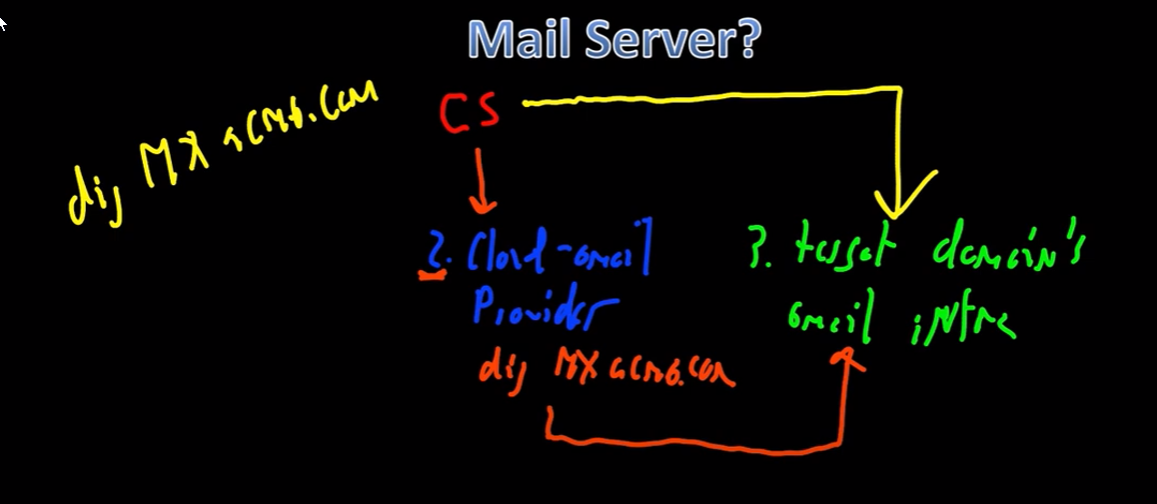 Mail Server?
dig MX acme.com
CS
2. Cloud-email
Provider
dig MX acme.com
3. target domain's
email infra